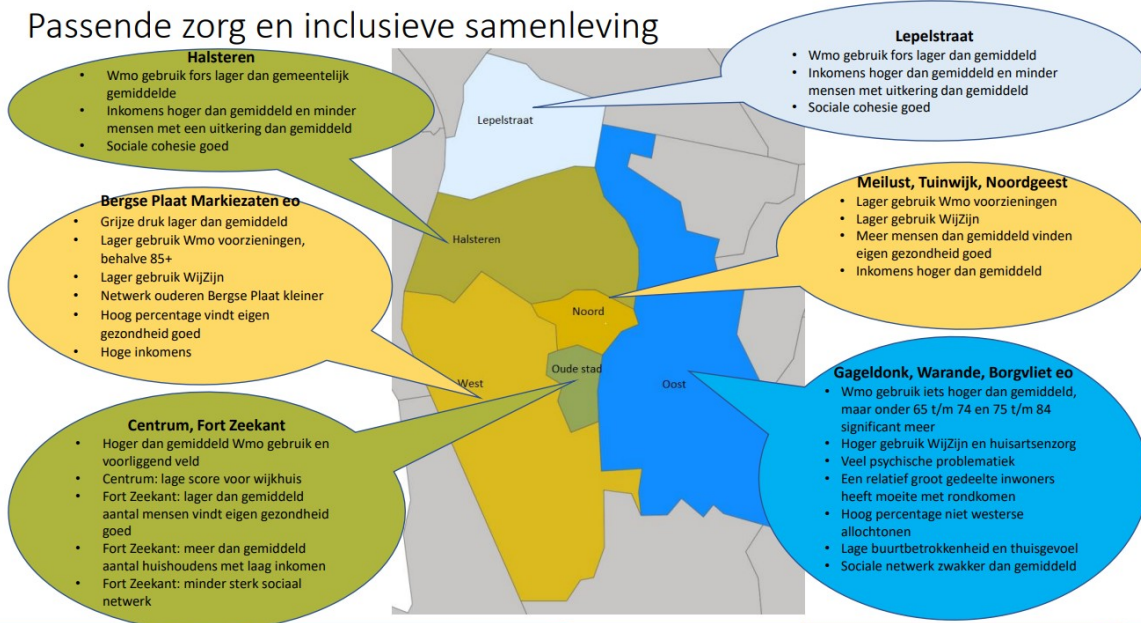 Passende zorg en inclusieve samenleving
Halsteren
• Wmo gebruik fors lager dan gemeentelijk
gemiddelde
• Inkomens hoger dan gemiddeld en minder
mensen met een uitkering dan gemiddeld
• Sociale cohesie goed
Lepelstraat
• Wmo gebruik fors lager dan gemiddeld
• Inkomens hoger dan gemiddeld en minder
mensen met uitkering dan gemiddeld
• Sociale cohesie goed
Bergse Plaat Markiezaten eo
• Grijze druk lager dan gemiddeld
• Lager gebruik Wmo voorzieningen,
behalve 85+
• Lager gebruik WijZijn
• Netwerk ouderen Bergse Plaat kleiner
• Hoog percentage vindt eigen
gezondheid goed
• Hoge inkomens
Meilust, Tuinwijk, Noordgeest
• Lager gebruik Wmo voorzieningen
• Lager gebruik WijZijn
• Meer mensen dan gemiddeld vinden
eigen gezondheid goed
• Inkomens hoger dan gemiddeld
Centrum, Fort Zeekant
• Hoger dan gemiddeld Wmo gebruik en
voorliggend veld
• Centrum: lage score voor wijkhuis
• Fort Zeekant: lager dan gemiddeld
aantal mensen vindt eigen gezondheid
goed
• Fort Zeekant: meer dan gemiddeld
aantal huishoudens met laag inkomen
• Fort Zeekant: minder sterk sociaal
netwerk
Gageldonk, Warande, Borgvliet eo
• Wmo gebruik iets hoger dan gemiddeld,
maar onder 65 t/m 74 en 75 t/m 84
significant meer
• Hoger gebruik WijZijn en huisartsenzorg
• Veel psychische problematiek
• Een relatief groot gedeelte inwoners
heeft moeite met rondkomen
• Hoog percentage niet westerse
allochtonen
• Lage buurtbetrokkenheid en thuisgevoel
• Sociale netwerk zwakker dan gemiddeld
Lepelstraat
Halsteren
Noord
Oude stad
West
Oost